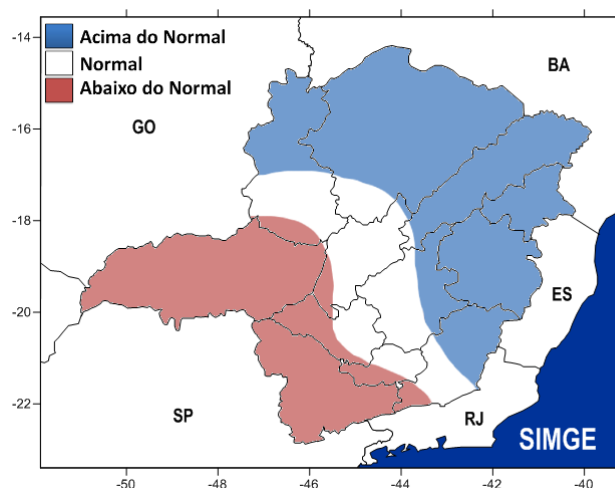 Acima do Normal
Normal
Abaixo do Normal
BA
GO
ES
SP
RJ
SIMGE
-14
-16
-18
-20
-22
-50
-48
-46
-44
-42
-40